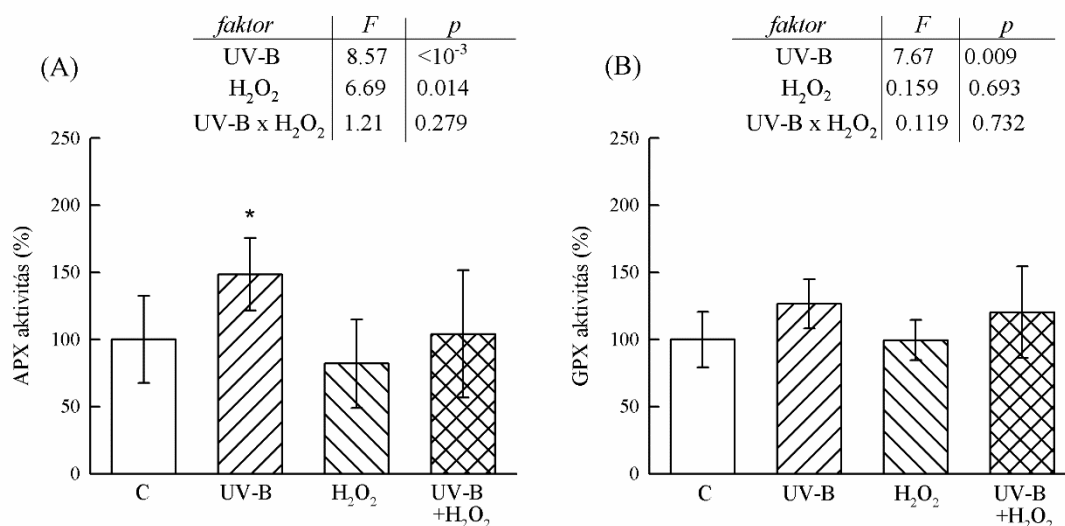 (A)
faktor F p
UV-B 8.57 <10⁻³
H₂O₂ 6.69 0.014
UV-B x H₂O₂ 1.21 0.279
APX aktivitás (%)
250
200
150
100
50
0
*
C UV-B H₂O₂ UV-B
+H₂O₂
(B)
faktor F p
UV-B 7.67 0.009
H₂O₂ 0.159 0.693
UV-B x H₂O₂ 0.119 0.732
GPX aktivitás (%)
250
200
150
100
50
0
C UV-B H₂O₂ UV-B
+H₂O₂